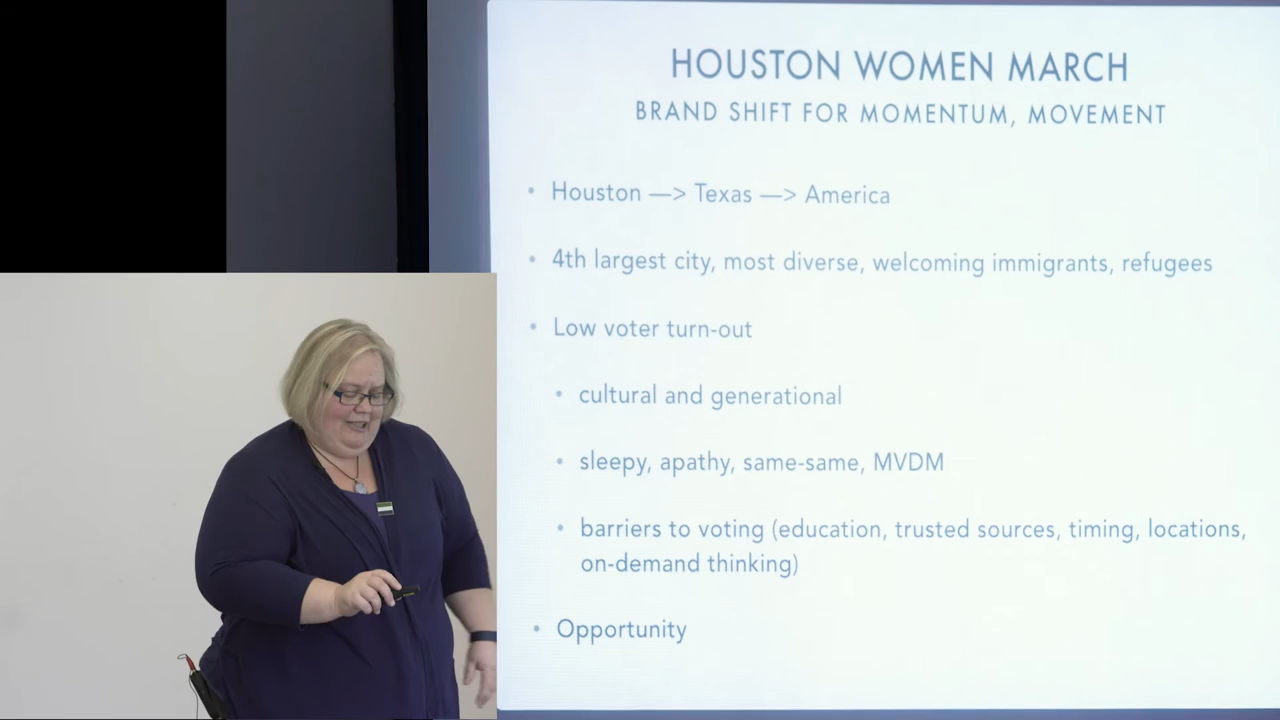 HOUSTON WOMEN MARCH
BRAND SHIFT FOR MOMENTUM, MOVEMENT
• Houston —> Texas —> America
• 4th largest city, most diverse, welcoming immigrants, refugees
• Low voter turn-out
• cultural and generational
• sleepy, apathy, same-same, MVDM
• barriers to voting (education, trusted sources, timing, locations,
on-demand thinking)
• Opportunity